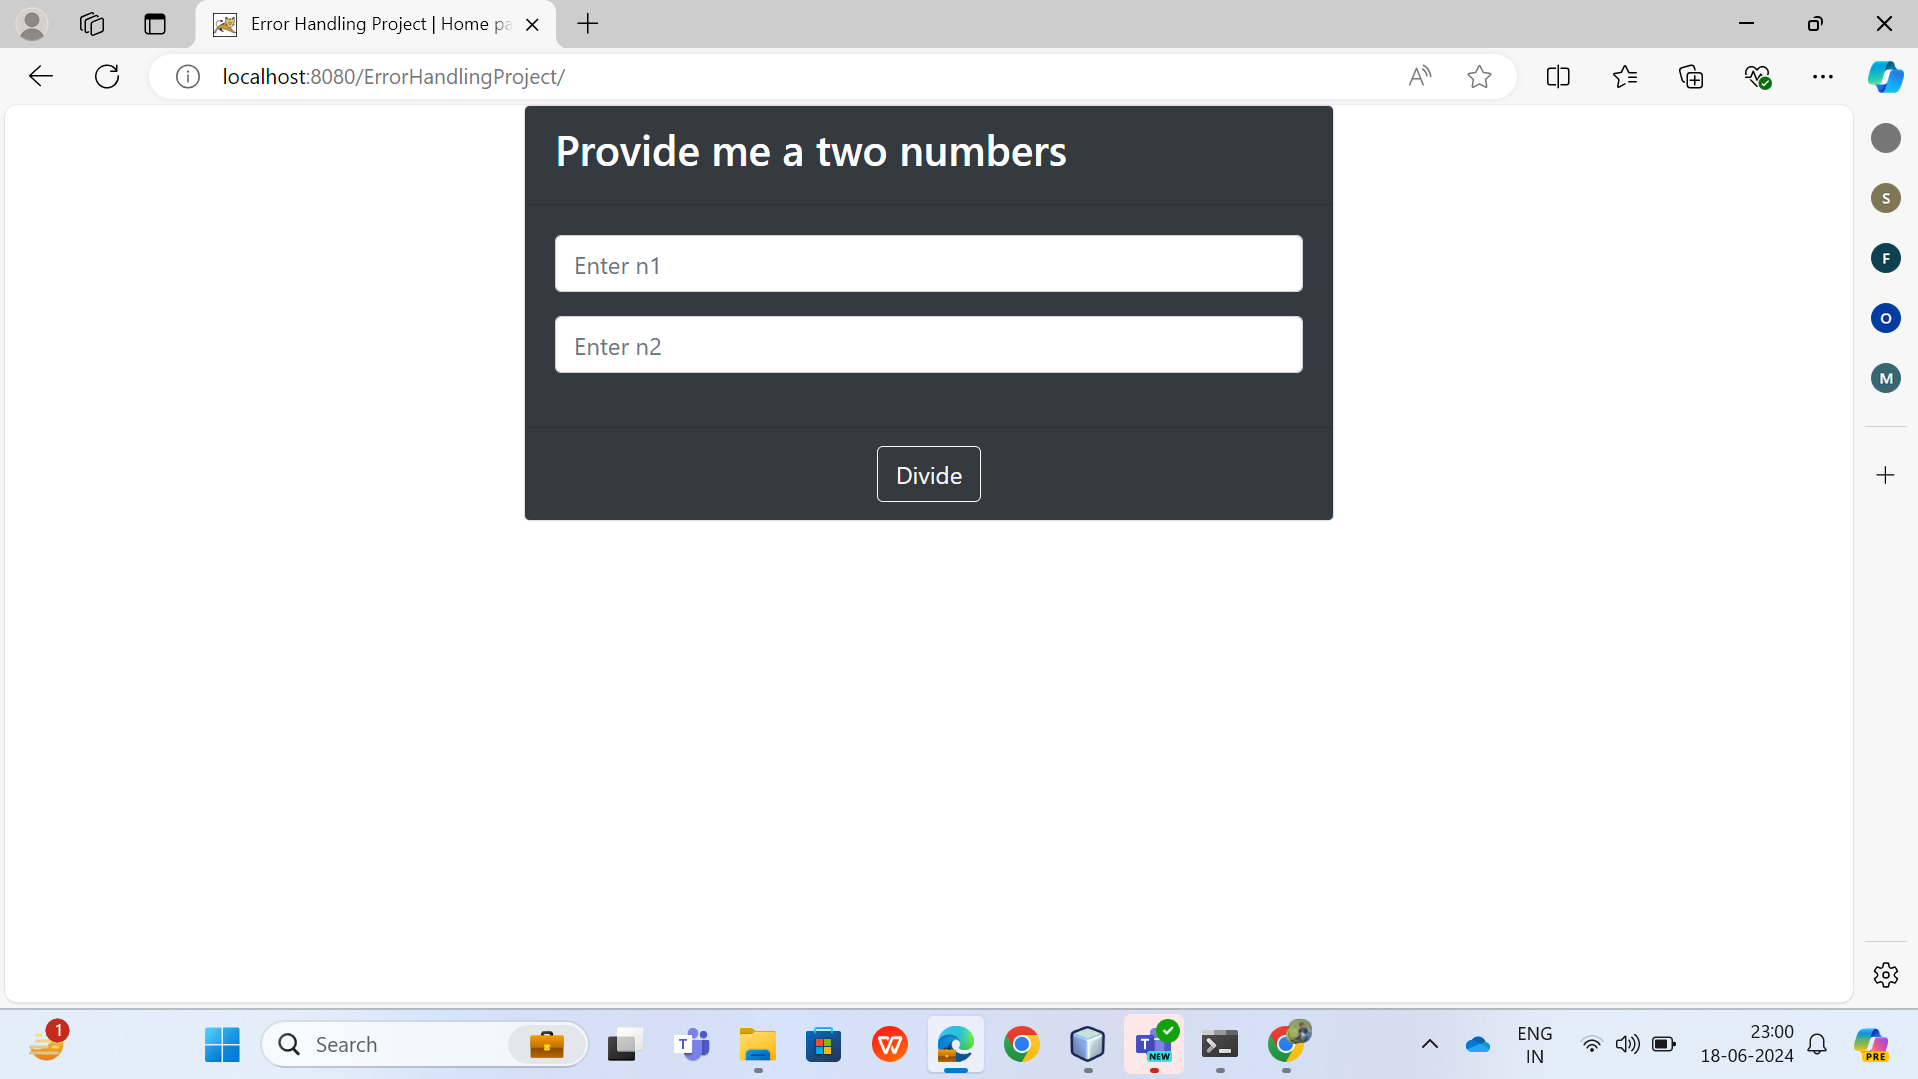 Error Handling Project | Home pa
localhost:8080/ErrorHandlingProject/
Provide me a two numbers
Enter n1
Enter n2
Divide
S
F
O
M
1
Search
T
W
T
NEW
ENG
IN
23:00
18-06-2024
PRE